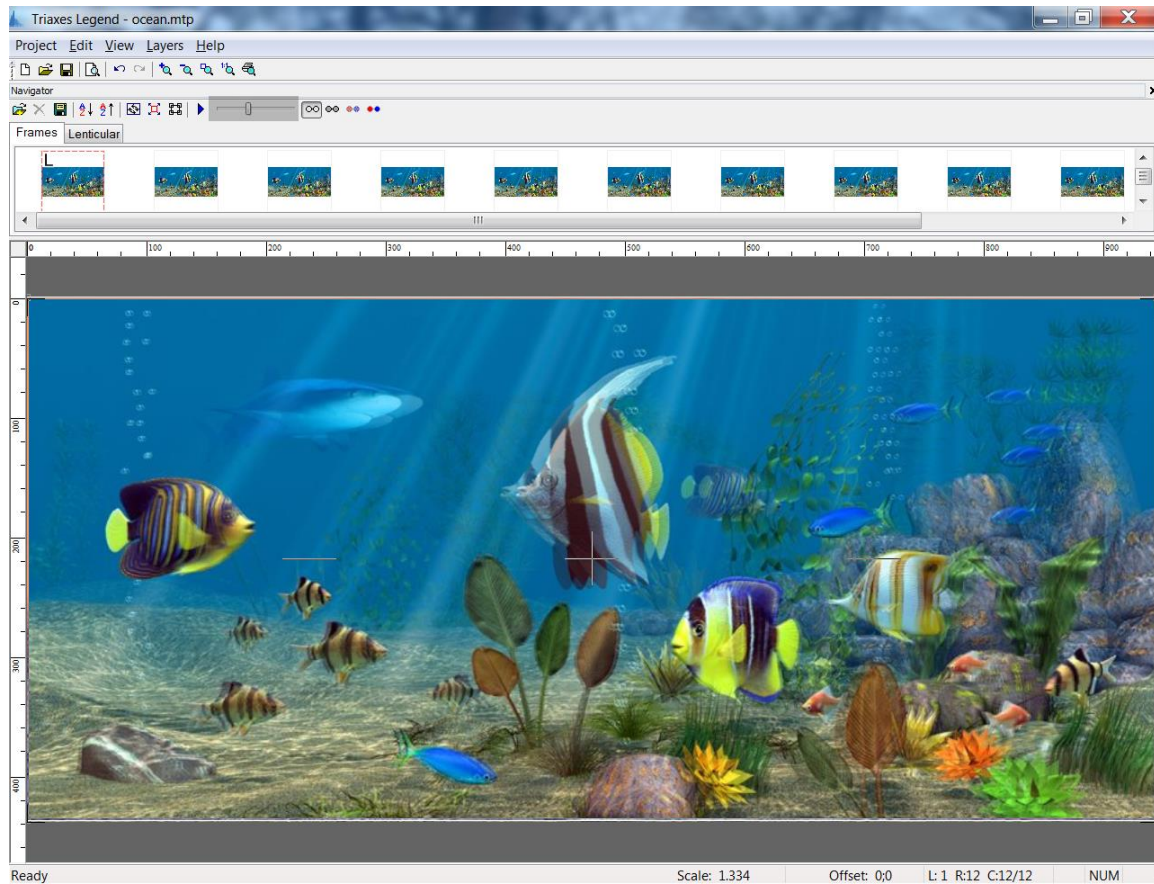 Triaxes Legend - ocean.mtp
Project Edit View Layers Help
1:1
Navigator
Frames Lenticular
L
0 100 200 300 400 500 600 700 800 900
0
100
200
300
400
Ready Scale: 1.334 Offset: 0;0 L: 1 R:12 C:12/12 NUM